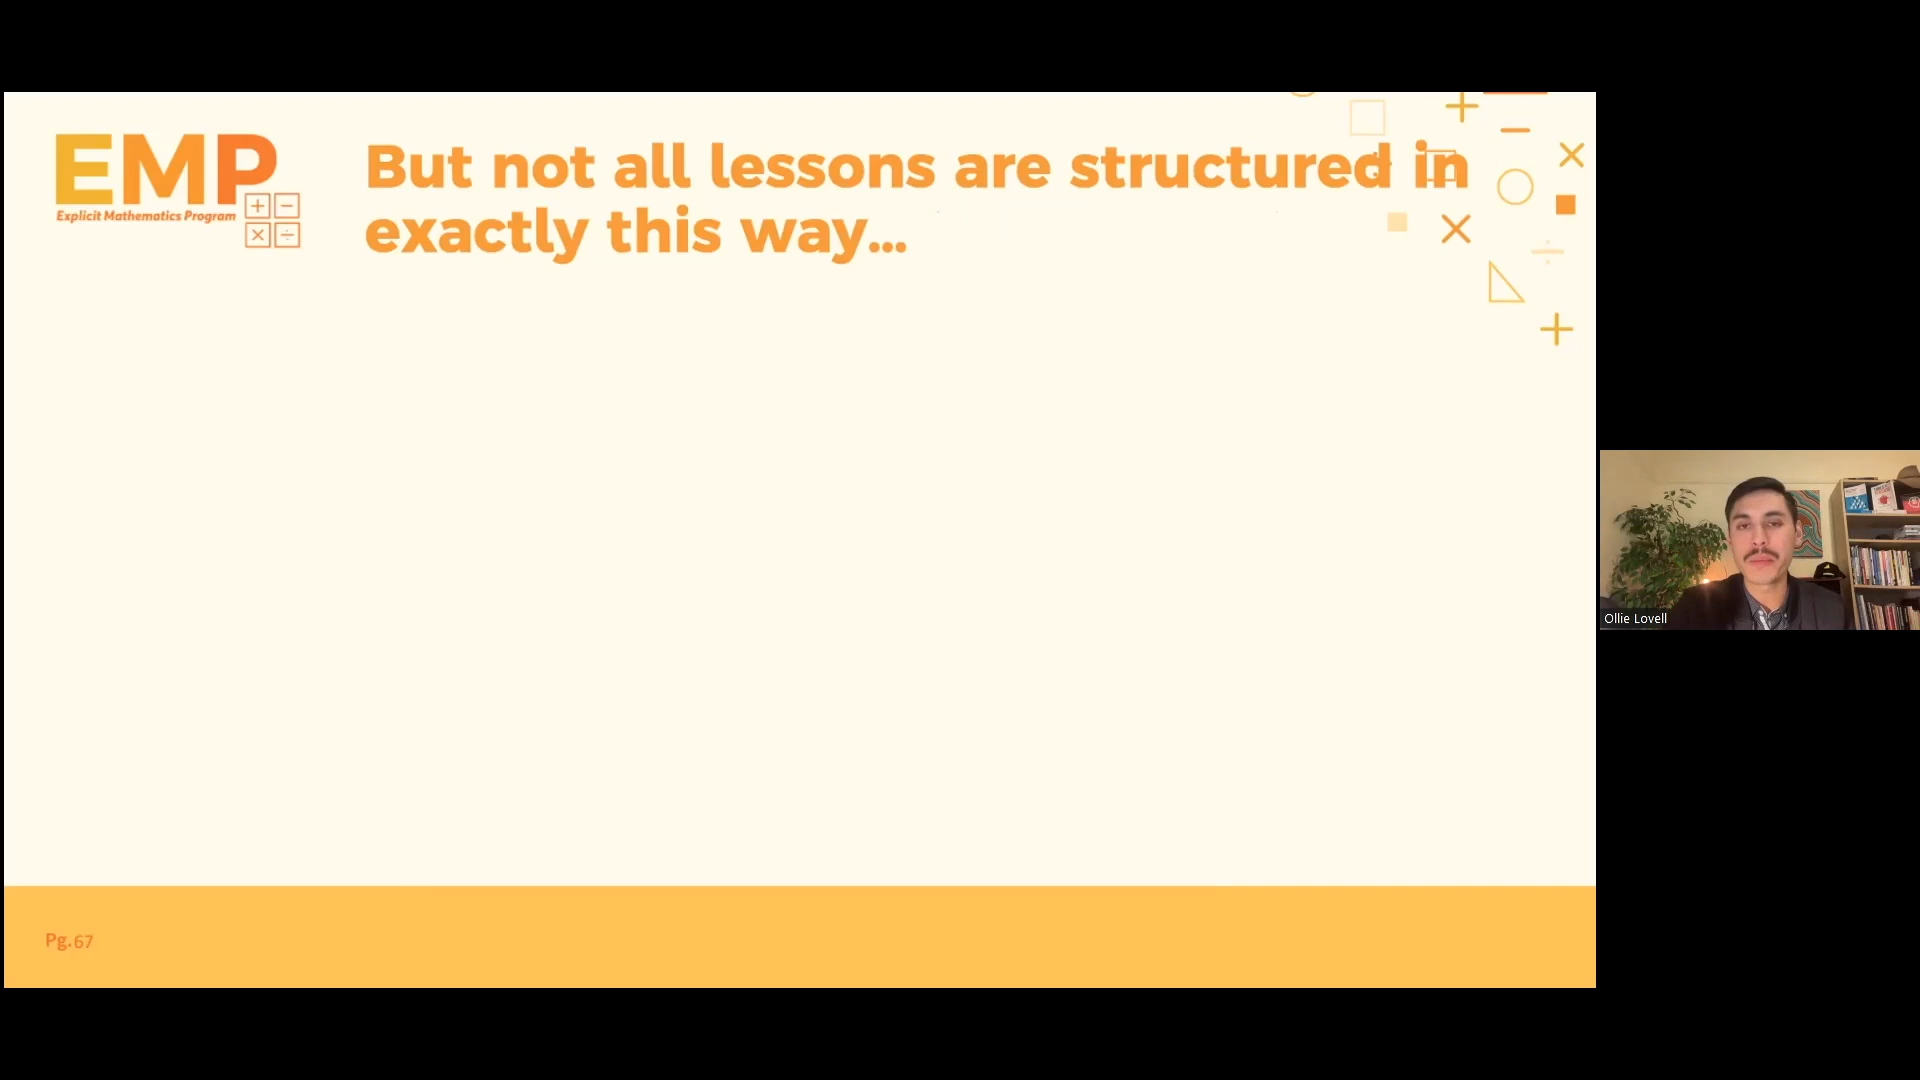 EMP
Explicit Mathematics Program
But not all lessons are structured in
exactly this way...
Pg.67
Ollie Lovell